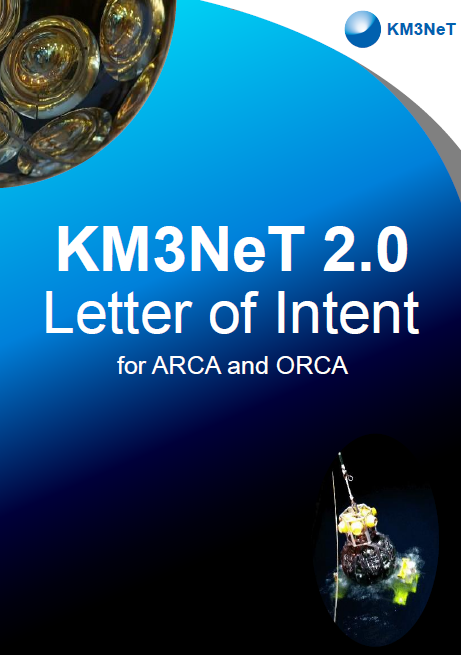 KM3NeT
KM3NeT 2.0
Letter of Intent
for ARCA and ORCA